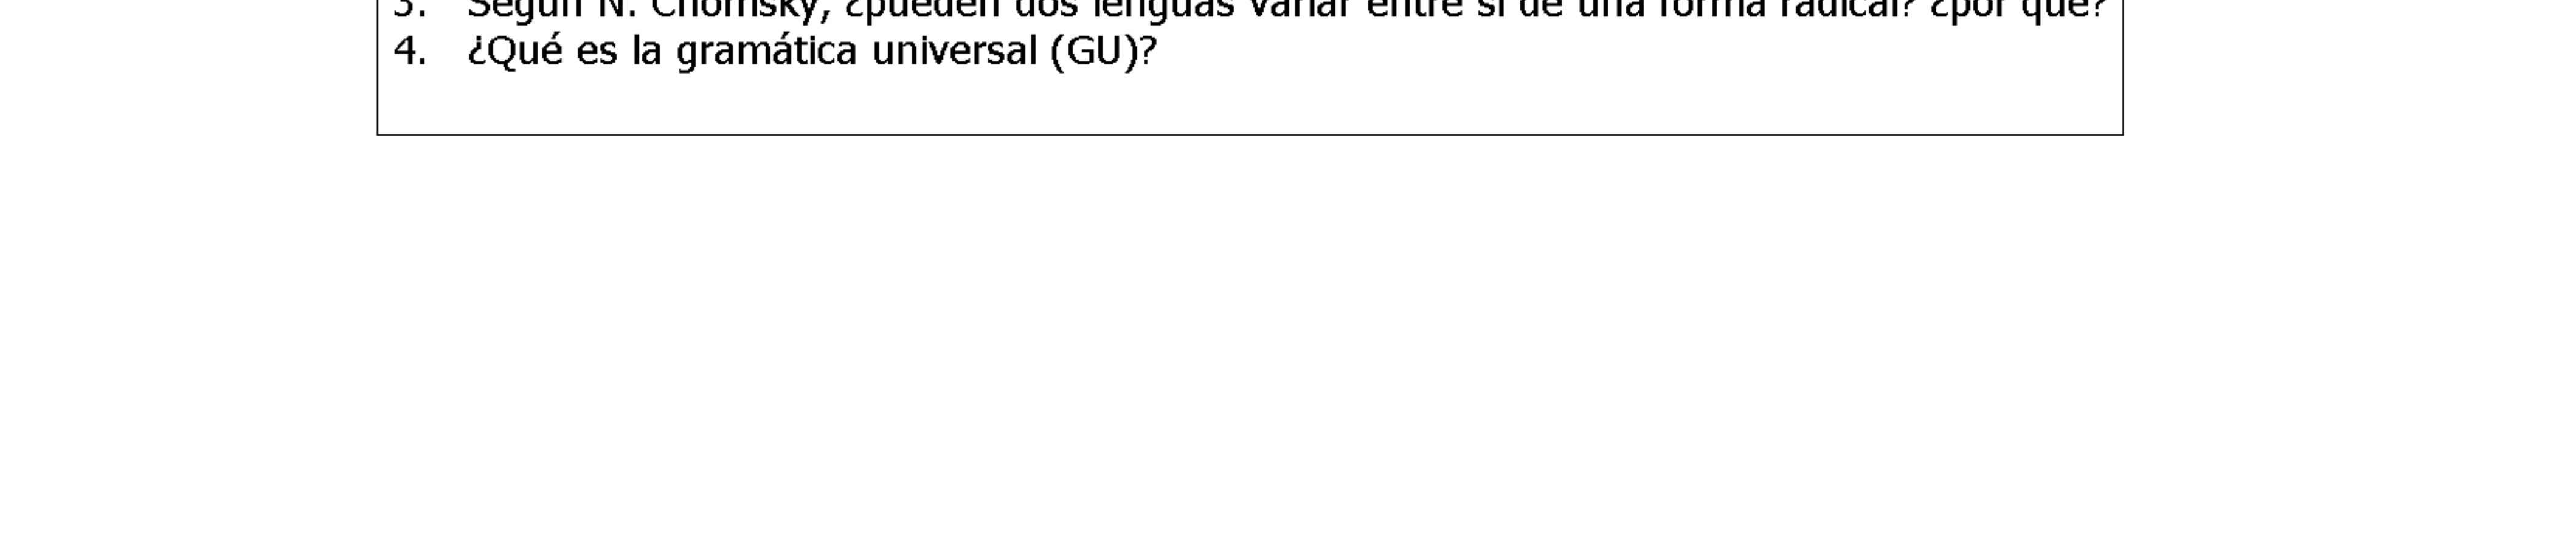 3. Según N. Chomsky, ¿pueden dos lenguas variar entre sí de una forma radical? ¿por qué?
4. ¿Qué es la gramática universal (GU)?